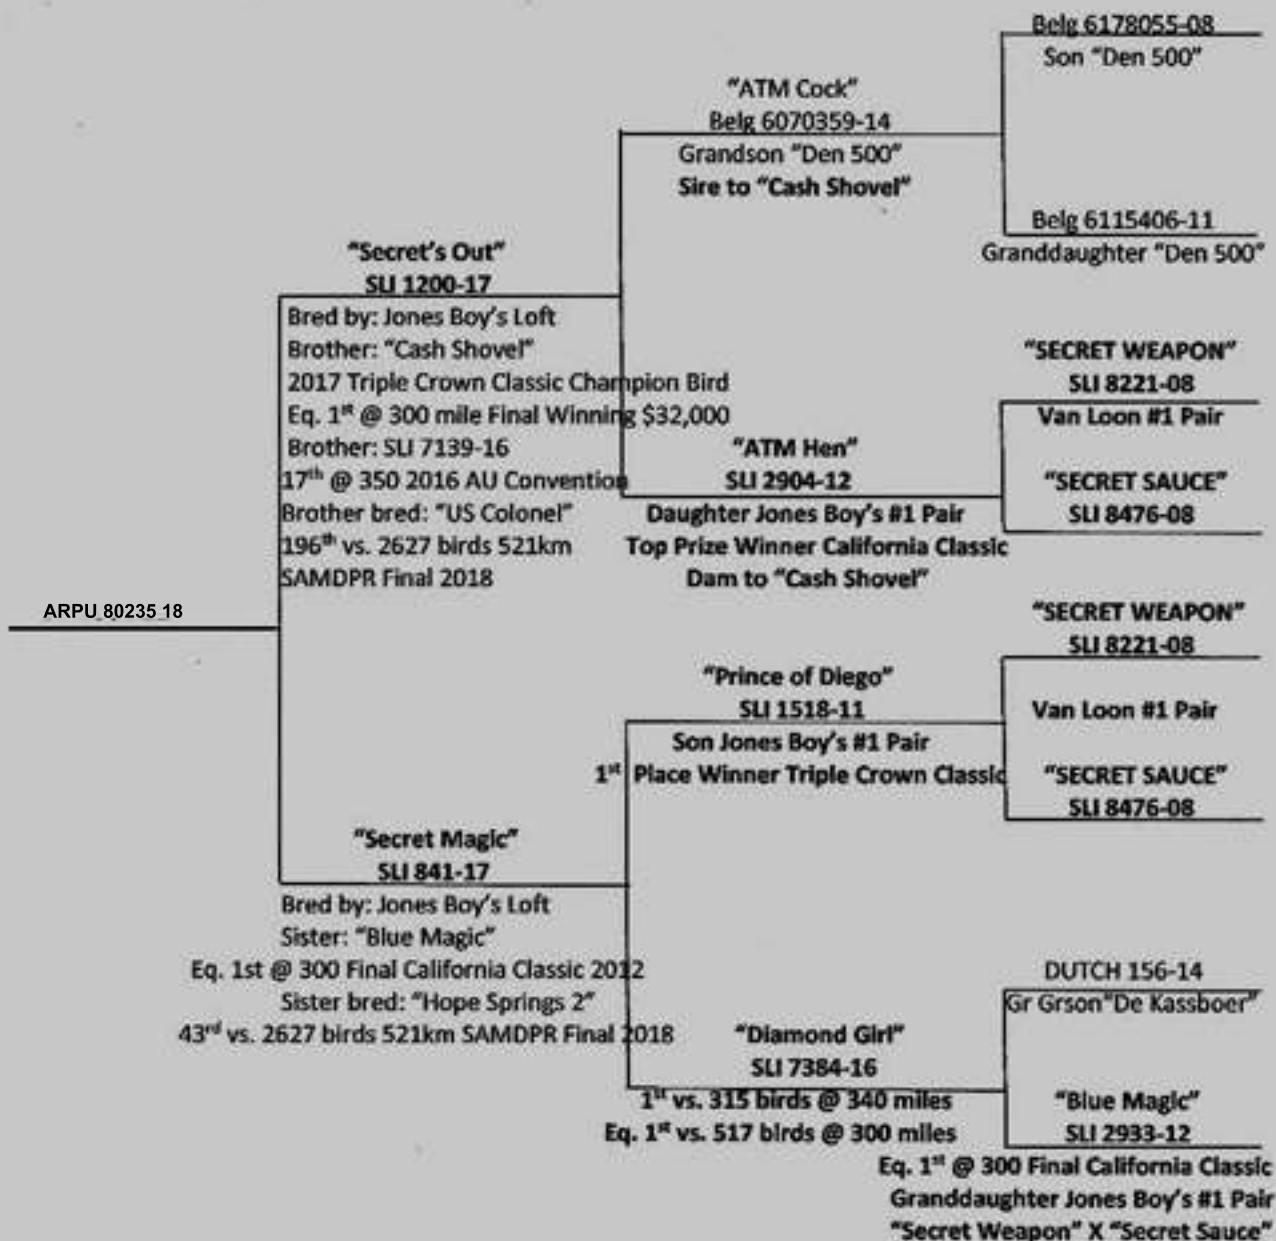 Belg 6178055-08
Son "Den 500"
"ATM Cock"
Belg 6070359-14
Grandson "Den 500"
Sire to "Cash Shovel"
Belg 6115406-11
Granddaughter "Den 500"
"Secret's Out"
SLI 1200-17
Bred by: Jones Boy's Loft
Brother: "Cash Shovel"
2017 Triple Crown Classic Champion Bird
Eq. 1st @ 300 mile Final Winning $32,000
Brother: SLI 7139-16
17th @ 350 2016 AU Convention
Brother bred: "US Colonel"
196th vs. 2627 birds 521km
SAMDPR Final 2018
"SECRET WEAPON"
SLI 8221-08
Van Loon #1 Pair
"ATM Hen"
SLI 2904-12
Daughter Jones Boy's #1 Pair
Top Prize Winner California Classic
Dam to "Cash Shovel"
"SECRET SAUCE"
SLI 8476-08
ARPU 80235 18
"SECRET WEAPON"
SLI 8221-08
"Prince of Diego"
SLI 1518-11
Son Jones Boy's #1 Pair
1st Place Winner Triple Crown Classic
Van Loon #1 Pair
"SECRET SAUCE"
SLI 8476-08
"Secret Magic"
SLI 841-17
Bred by: Jones Boy's Loft
Sister: "Blue Magic"
Eq. 1st @ 300 Final California Classic 2012
Sister bred: "Hope Springs 2"
43rd vs. 2627 birds 521km SAMDPR Final 2018
DUTCH 156-14
Gr Grson"De Kassboer"
"Diamond Girl"
SLI 7384-16
1st vs. 315 birds @ 340 miles
Eq. 1st vs. 517 birds @ 300 miles
"Blue Magic"
SLI 2933-12
Eq. 1st @ 300 Final California Classic
Granddaughter Jones Boy's #1 Pair
"Secret Weapon" X "Secret Sauce"